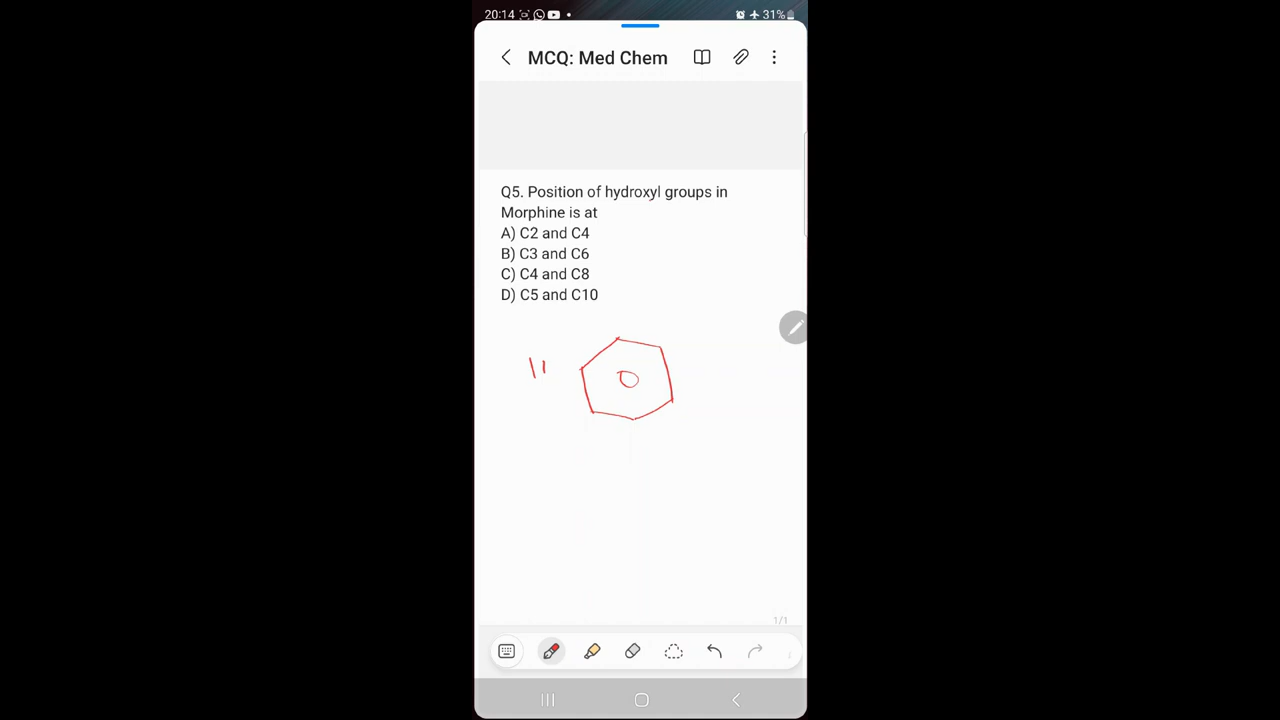 20:14 31%
MCQ: Med Chem
Q5. Position of hydroxyl groups in
Morphine is at
A) C2 and C4
B) C3 and C6
C) C4 and C8
D) C5 and C10
1/1